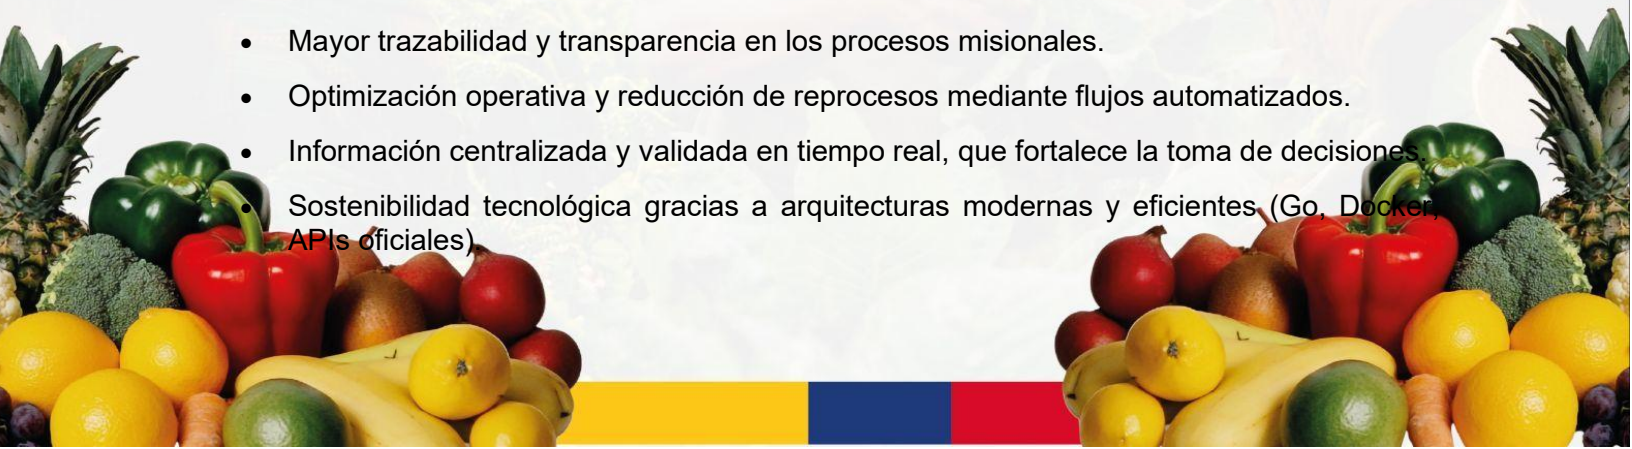 • Mayor trazabilidad y transparencia en los procesos misionales.
• Optimización operativa y reducción de reprocesos mediante flujos automatizados.
• Información centralizada y validada en tiempo real, que fortalece la toma de decisiones.
• Sostenibilidad tecnológica gracias a arquitecturas modernas y eficientes (Go, Docker,
APIs oficiales).